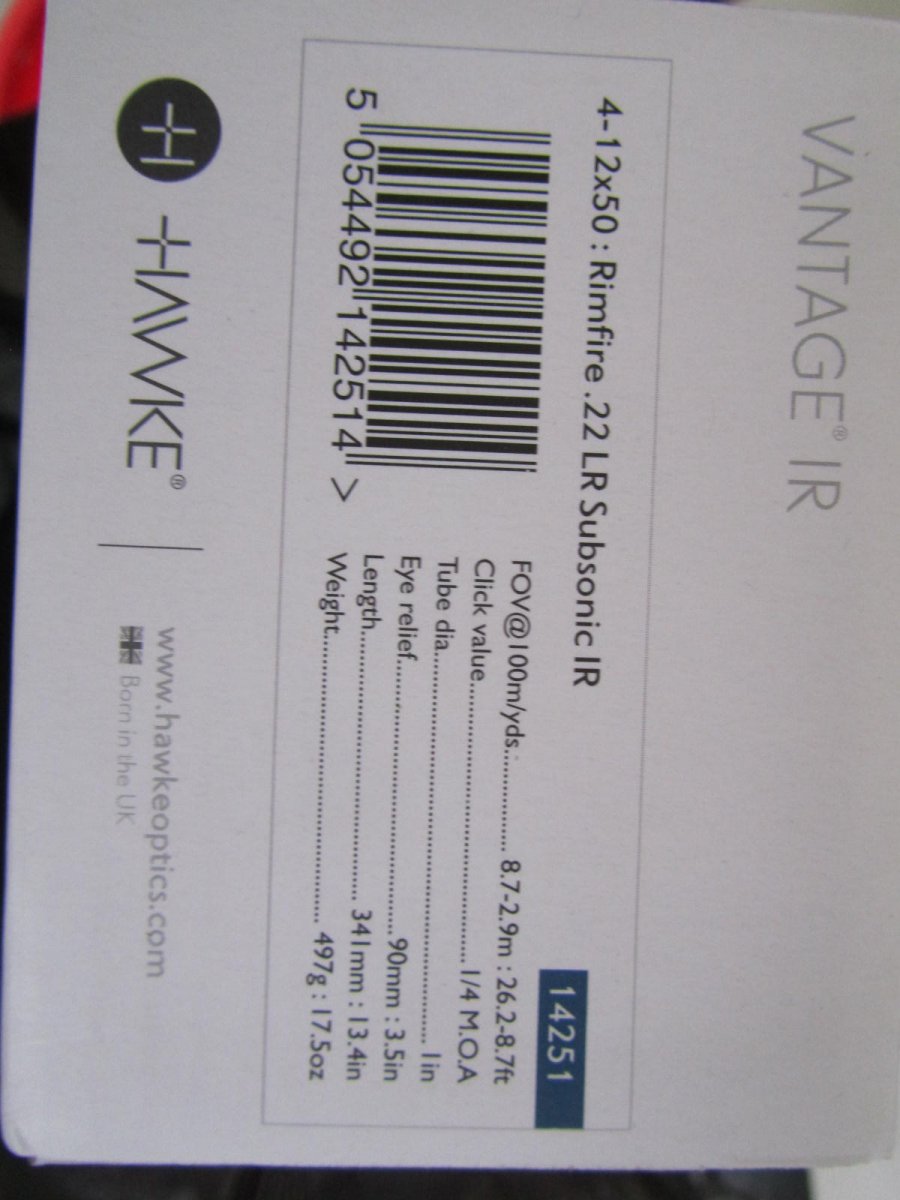 VANTAGE® IR
4-12x50 : Rimfire .22 LR Subsonic IR
14251
5 054492 142514 >
FOV@100m/yds............... 8.7-2.9m : 26.2-8.7ft
Click value.......................................... 1/4 M.O.A
Tube dia.......................................................... 1in
Eye relief........................................ 90mm : 3.5in
Length........................................ 341mm : 13.4in
Weight.......................................... 497g : 17.5oz
HAWKE®
www.hawkeoptics.com
Born in the UK